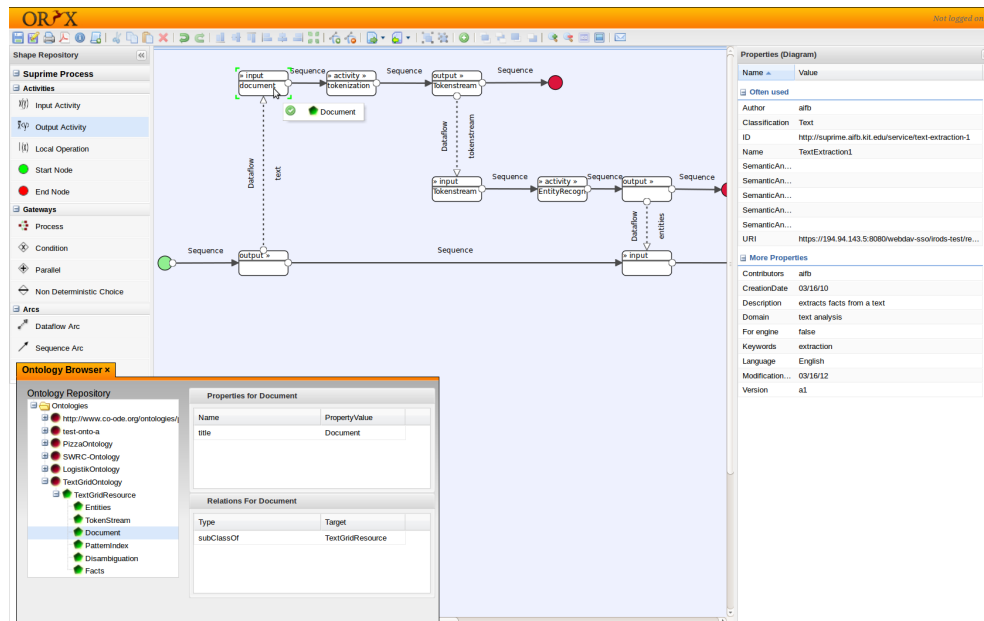 ORYX
Not logged on
Shape Repository
Suprime Process
Activities
Input Activity
Output Activity
Local Operation
Start Node
End Node
Gateways
Process
Condition
Parallel
Non Deterministic Choice
Arcs
Dataflow Arc
Sequence Arc
» input
document
Sequence
» activity »
tokenization
Sequence
output »
Tokenstream
Sequence
Document
Dataflow
text
Dataflow
tokenstream
» input
Tokenstream
Sequence
» activity »
EntityRecogn
Sequence
output »
Sequence
Dataflow
entities
Sequence
output »
Sequence
» input
Properties (Diagram)
Name Value
Often used
Author aifb
Classification Text
ID http://suprime.aifb.kit.edu/service/text-extraction-1
Name TextExtraction1
SemanticAn...
SemanticAn...
SemanticAn...
SemanticAn...
SemanticAn...
URI https://194.94.143.5:8080/webdav-sso/irods-test/re...
More Properties
Contributors aifb
CreationDate 03/16/10
Description extracts facts from a text
Domain text analysis
For engine false
Keywords extraction
Language English
Modification... 03/16/12
Version a1
Ontology Browser ×
Ontology Repository
Ontologies
http://www.co-ode.org/ontologies/p
test-onto-a
PizzaOntology
SWRC-Ontology
LogistikOntology
TextGridOntology
TextGridResource
Entities
TokenStream
Document
PatternIndex
Disambiguation
Facts
Properties for Document
Name PropertyValue
title Document
Relations For Document
Type Target
subClassOf TextGridResource